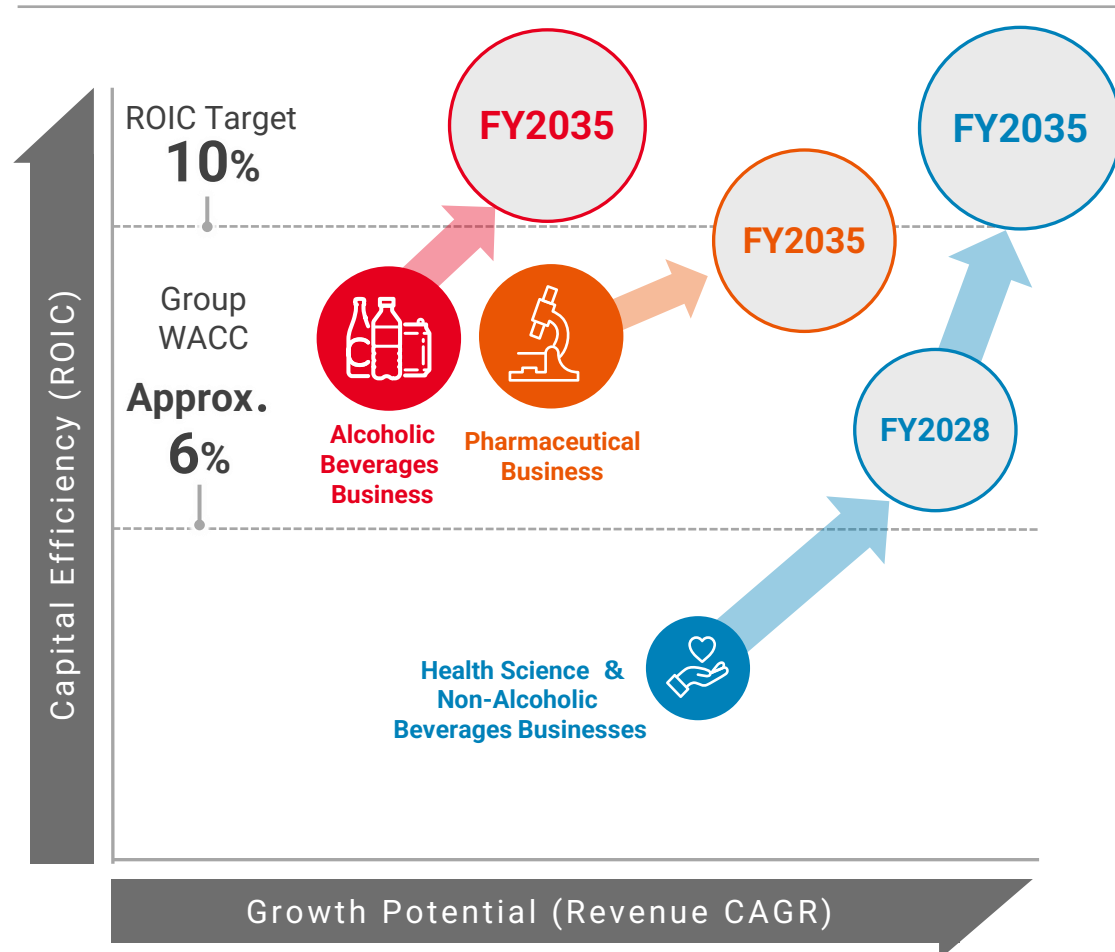 ROIC Target
10%
Group
WACC
Approx.
6%
Capital Efficiency (ROIC)
FY2035
FY2035
FY2035
FY2028
Alcoholic
Beverages
Business
Pharmaceutical
Business
Health Science &
Non-Alcoholic
Beverages Businesses
Growth Potential (Revenue CAGR)